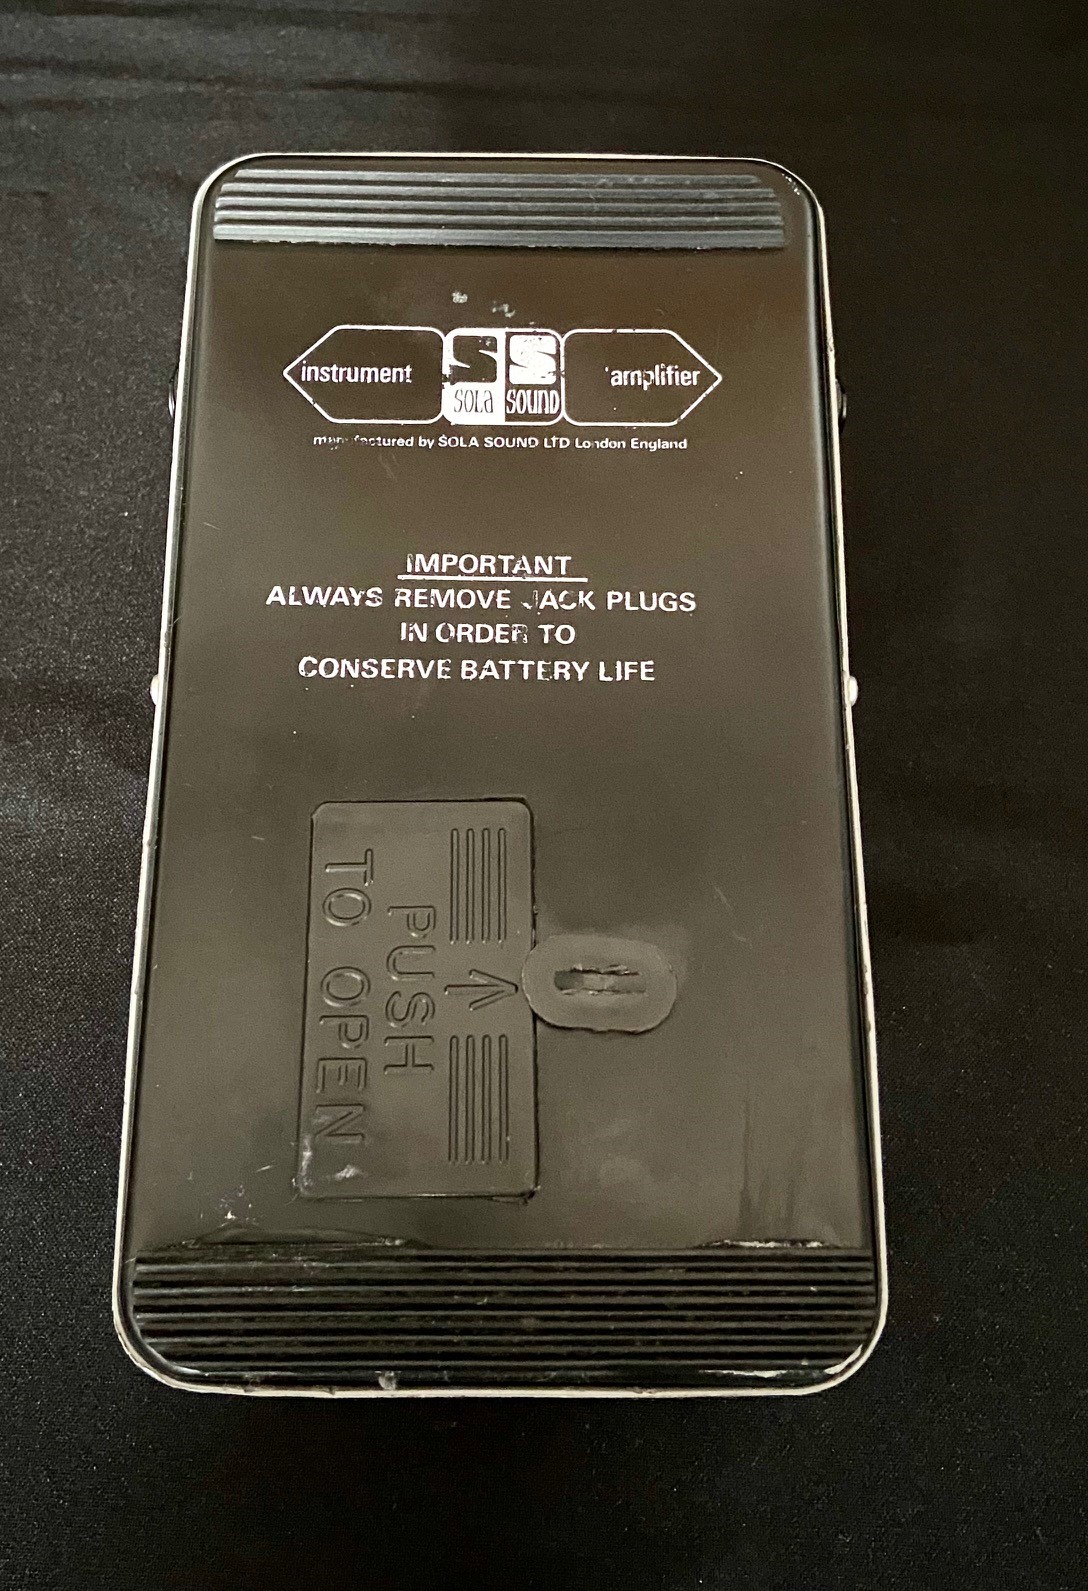 instrument SOLA SOUND amplifier
manufactured by SOLA SOUND LTD London England
IMPORTANT
ALWAYS REMOVE JACK PLUGS
IN ORDER TO
CONSERVE BATTERY LIFE
PUSH
TO OPEN